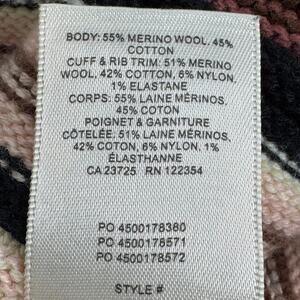 BODY: 55% MERINO WOOL, 45%
COTTON
CUFF & RIB TRIM: 51% MERINO
WOOL, 42% COTTON, 6% NYLON,
1% ELASTANE
CORPS: 55% LAINE MÉRINOS,
45% COTON
POIGNET & GARNITURE
CÔTELÉE: 51% LAINE MÉRINOS,
42% COTON, 6% NYLON, 1%
ÉLASTHANNE
CA 23725 RN 122354
PO 4500178380
PO 4500178571
PO 4500178572
STYLE #